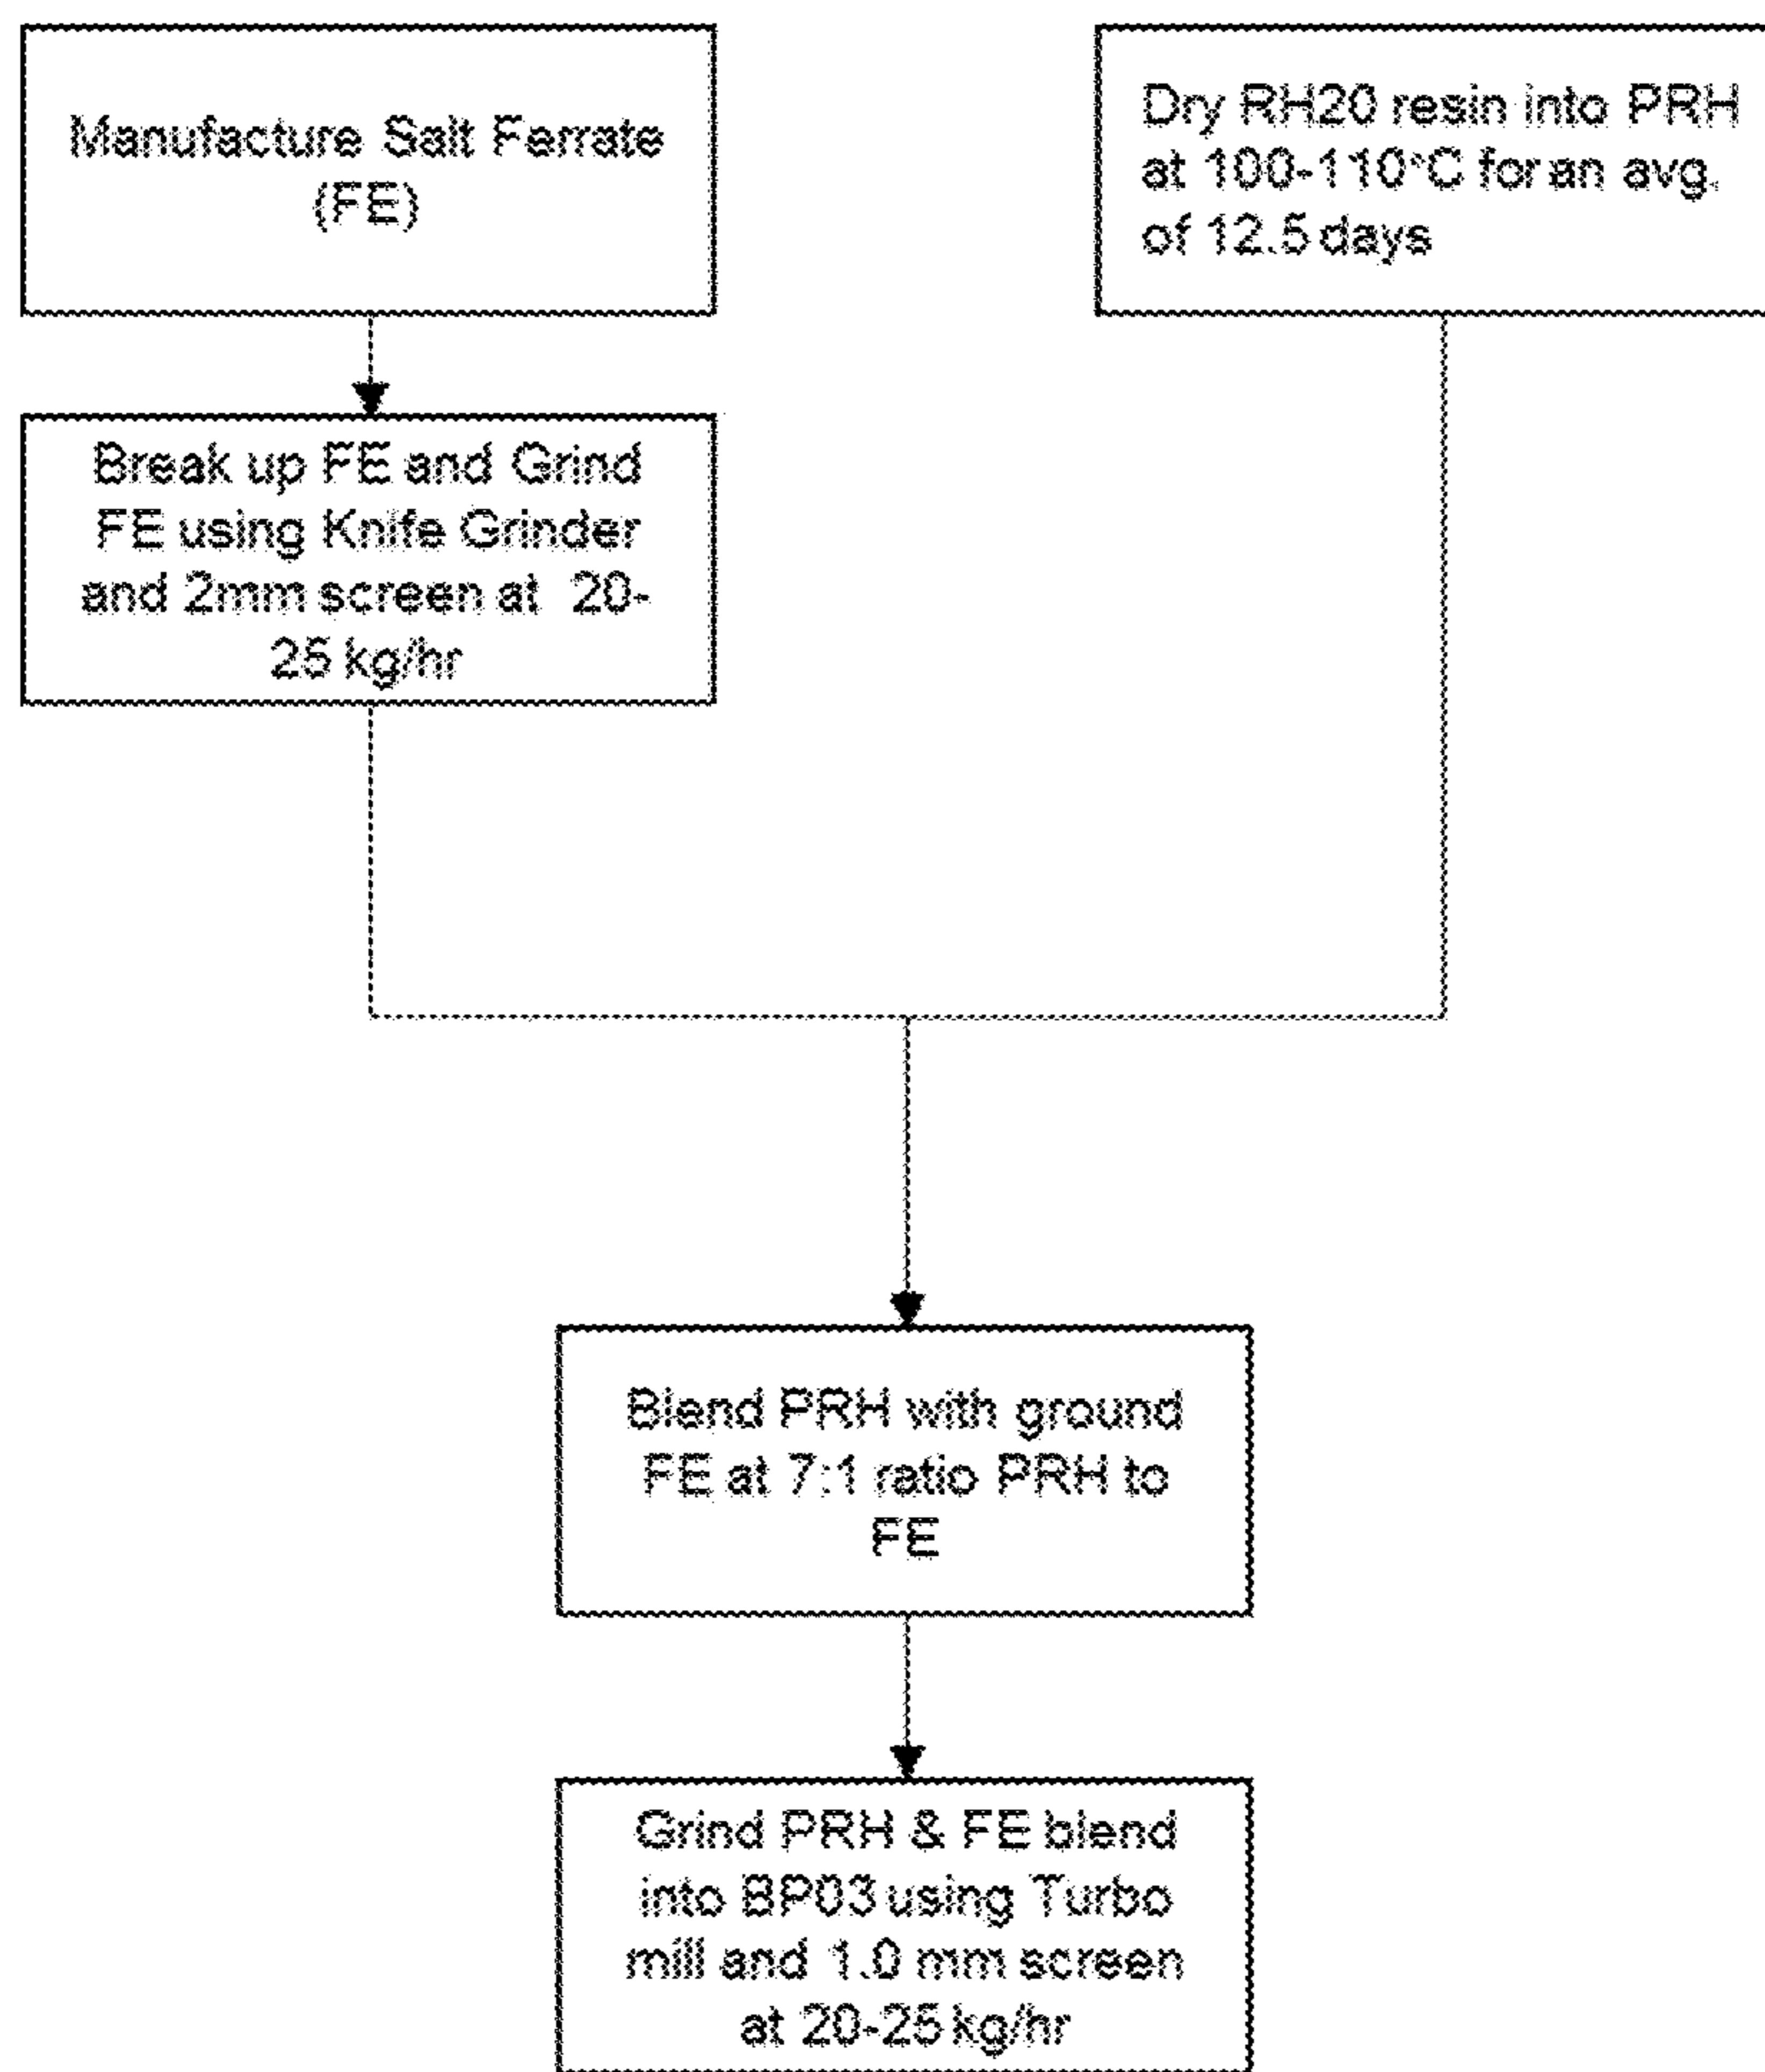 Manufacture Salt Ferrate
(FE)
Dry RH20 resin into PRH
at 100-110°C for an avg.
of 12.5 days
Break up FE and Grind
FE using Knife Grinder
and 2mm screen at 20-
25 kg/hr
Blend PRH with ground
FE at 7:1 ratio PRH to
FE
Grind PRH & FE blend
into BP03 using Turbo
mill and 1.0 mm screen
at 20-25 kg/hr